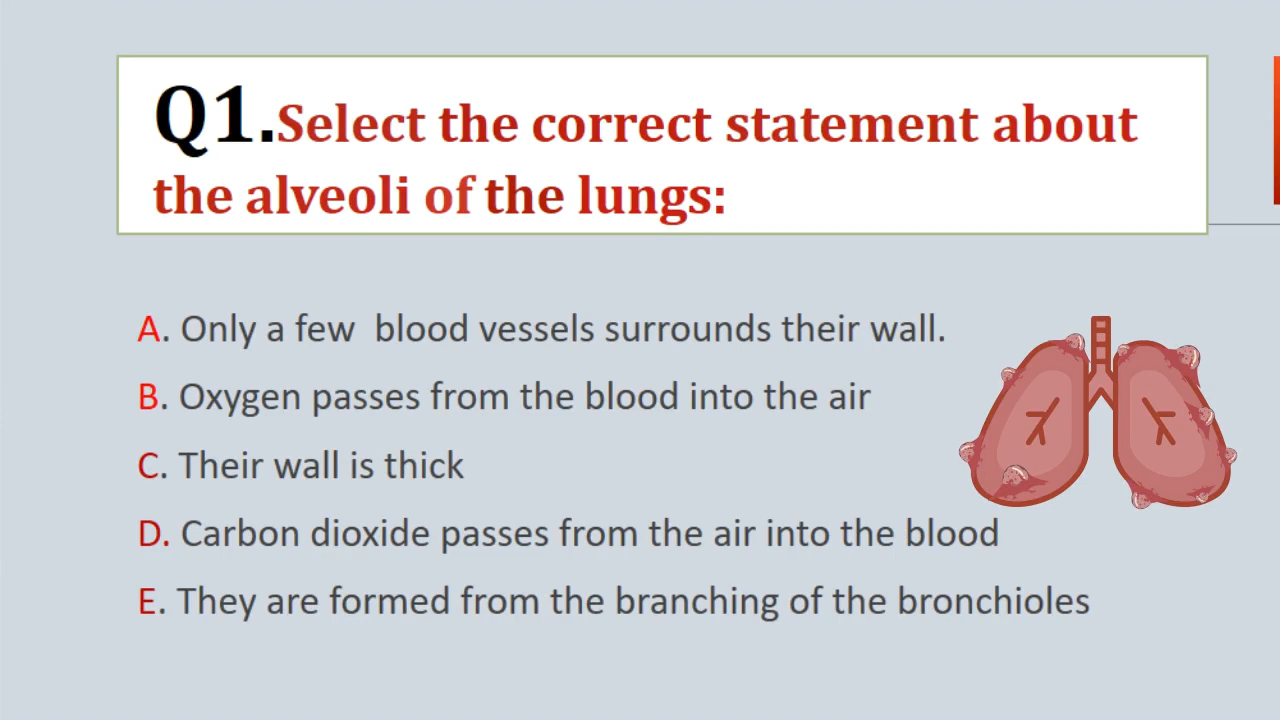 Q1.Select the correct statement about
the alveoli of the lungs:
A. Only a few  blood vessels surrounds their wall.
B. Oxygen passes from the blood into the air
C. Their wall is thick
D. Carbon dioxide passes from the air into the blood
E. They are formed from the branching of the bronchioles